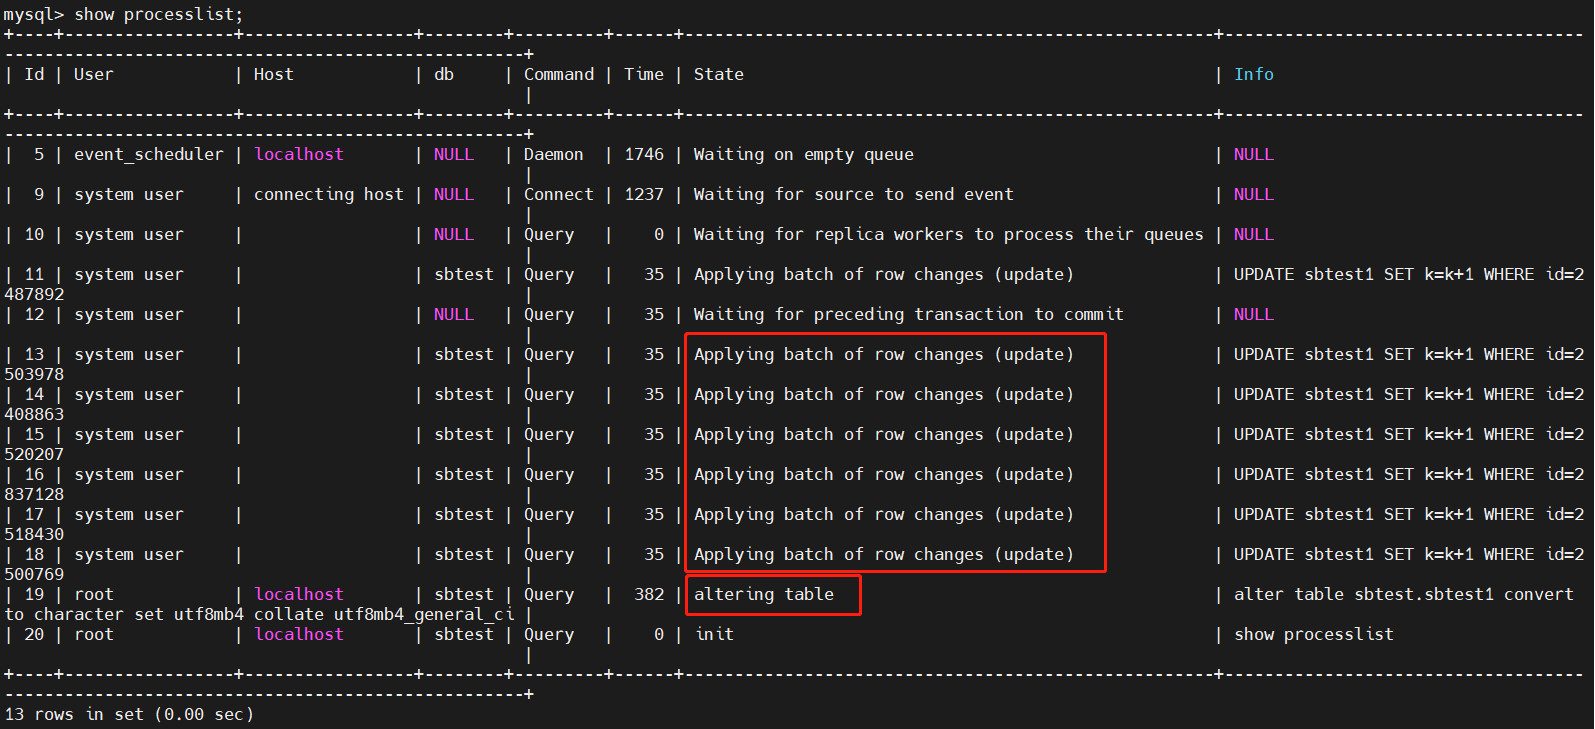 mysql> show processlist;
+----+-----------------+-----------------+--------+---------+------+-----------------------------------------------------+------------------------------------
----------------------------------------------------+
| Id | User            | Host            | db     | Command | Time | State                                               | Info
                                                    |
+----+-----------------+-----------------+--------+---------+------+-----------------------------------------------------+------------------------------------
----------------------------------------------------+
|  5 | event_scheduler | localhost       | NULL   | Daemon  | 1746 | Waiting on empty queue                              | NULL
                                                    |
|  9 | system user     | connecting host | NULL   | Connect | 1237 | Waiting for source to send event                    | NULL
                                                    |
| 10 | system user     |                 | NULL   | Query   |    0 | Waiting for replica workers to process their queues | NULL
                                                    |
| 11 | system user     |                 | sbtest | Query   |   35 | Applying batch of row changes (update)              | UPDATE sbtest1 SET k=k+1 WHERE id=2
487892                                              |
| 12 | system user     |                 | NULL   | Query   |   35 | Waiting for preceding transaction to commit         | NULL
                                                    |
| 13 | system user     |                 | sbtest | Query   |   35 | Applying batch of row changes (update)              | UPDATE sbtest1 SET k=k+1 WHERE id=2
503978                                              |
| 14 | system user     |                 | sbtest | Query   |   35 | Applying batch of row changes (update)              | UPDATE sbtest1 SET k=k+1 WHERE id=2
408863                                              |
| 15 | system user     |                 | sbtest | Query   |   35 | Applying batch of row changes (update)              | UPDATE sbtest1 SET k=k+1 WHERE id=2
520207                                              |
| 16 | system user     |                 | sbtest | Query   |   35 | Applying batch of row changes (update)              | UPDATE sbtest1 SET k=k+1 WHERE id=2
837128                                              |
| 17 | system user     |                 | sbtest | Query   |   35 | Applying batch of row changes (update)              | UPDATE sbtest1 SET k=k+1 WHERE id=2
518430                                              |
| 18 | system user     |                 | sbtest | Query   |   35 | Applying batch of row changes (update)              | UPDATE sbtest1 SET k=k+1 WHERE id=2
500769                                              |
| 19 | root            | localhost       | sbtest | Query   |  382 | altering table                                      | alter table sbtest.sbtest1 convert
to character set utf8mb4 collate utf8mb4_general_ci |
| 20 | root            | localhost       | sbtest | Query   |    0 | init                                                | show processlist
                                                    |
+----+-----------------+-----------------+--------+---------+------+-----------------------------------------------------+------------------------------------
----------------------------------------------------+
13 rows in set (0.00 sec)